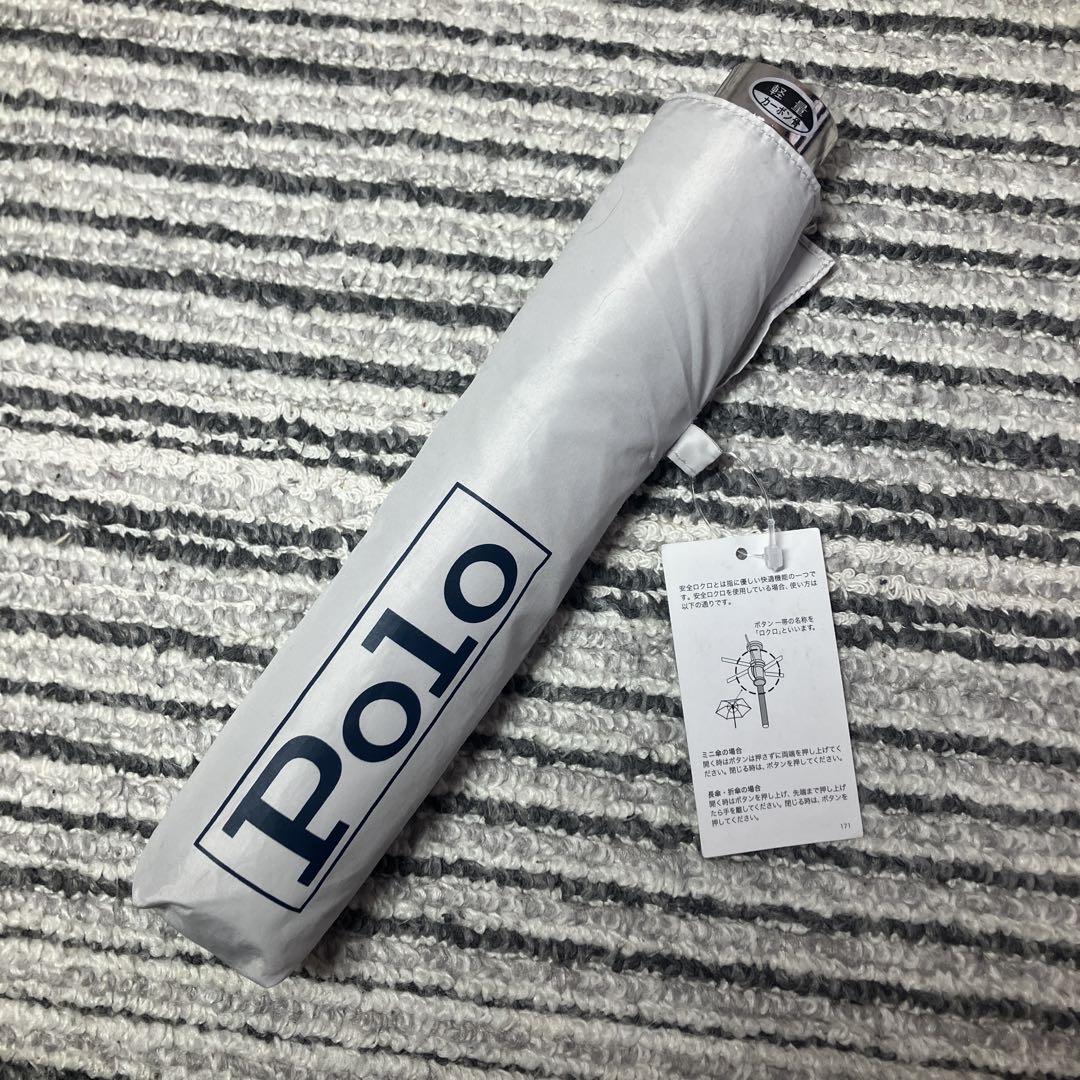 軽量
カーボン骨
Polo
安全ロクロとは指に優しい快適機能の一つで
す。安全ロクロを使用している場合、使い方は
以下の通りです。
ボタン一帯の名称を
「ロクロ」といいます。
ミニ傘の場合
開く時はボタンは押さずに両端を押し上げてく
ださい。閉じる時は、ボタンを押してください。
長傘・折傘の場合
開く時はボタンを押し上げ、先端まで押し上げ
たら手を離してください。閉じる時は、ボタンを
押してください。
171